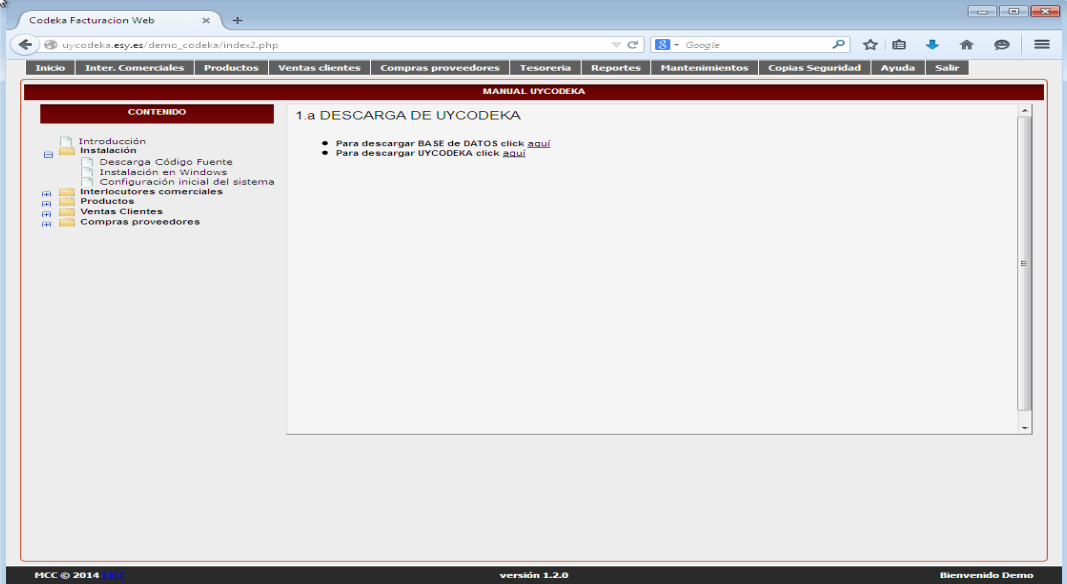 Codeka Facturacion Web
uycodeka.esy.es/demo_codeka/index2.php
8 Google
Inicio Inter. Comerciales Productos Ventas clientes Compras proveedores Tesoreria Reportes Mantenimientos Copias Seguridad Ayuda Salir
MANUAL UYCODEKA
CONTENIDO
Introducción
Instalación
Descarga Código Fuente
Instalación en Windows
Configuración inicial del sistema
Interlocutores comerciales
Productos
Ventas Clientes
Compras proveedores
1.a DESCARGA DE UYCODEKA
Para descargar BASE de DATOS click aquí
Para descargar UYCODEKA click aquí
MCC © 2014
versión 1.2.0
Bienvenido Demo